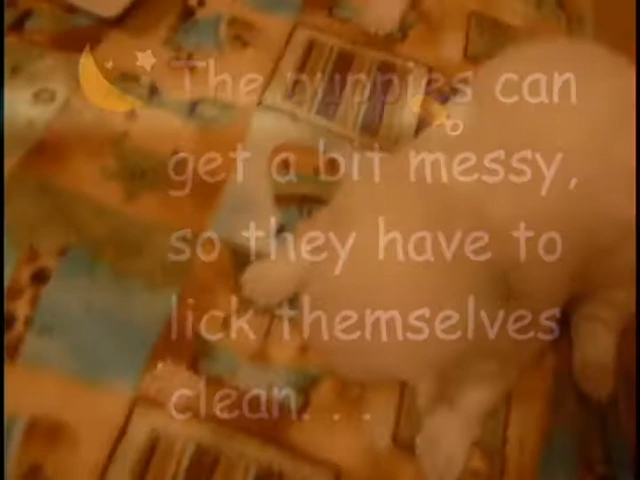 The puppies can
get a bit messy,
so they have to
lick themselves
clean. . .